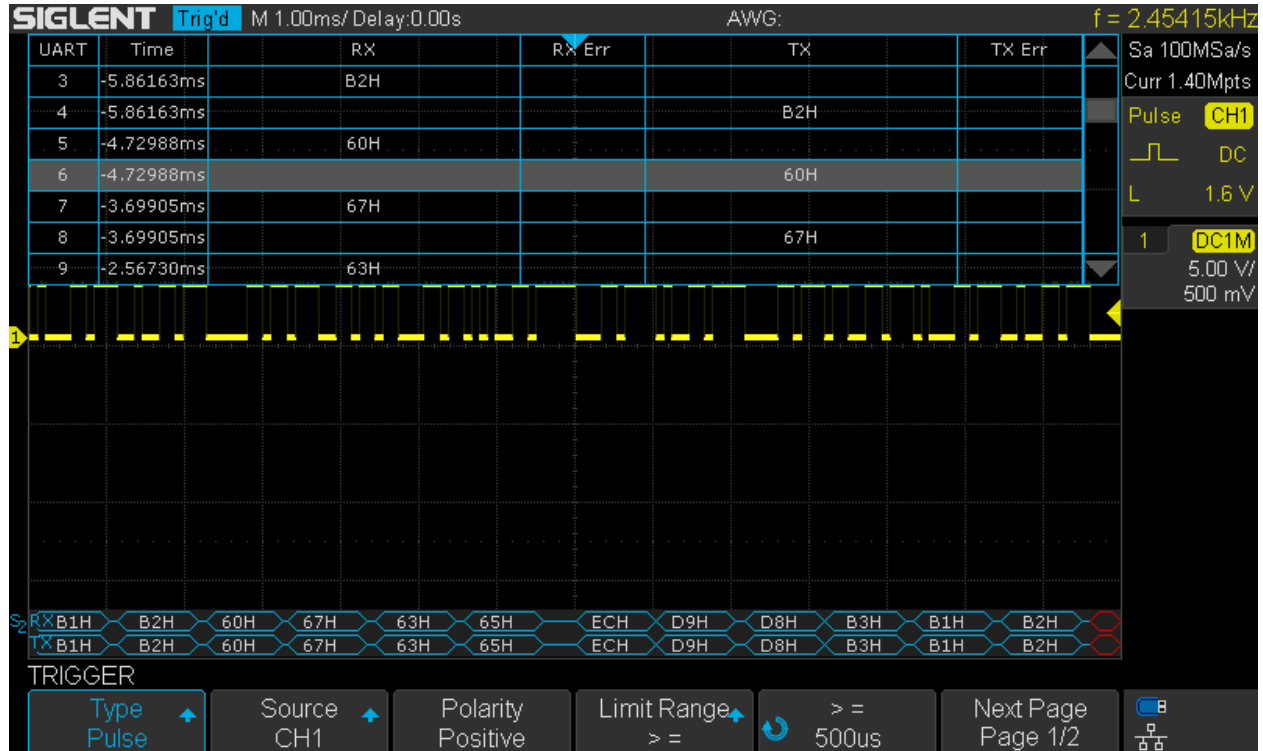 SIGLENT Trig'd M 1.00ms/ Delay:0.00s AWG: f = 2.45415kHz
UART Time RX RX Err TX TX Err
Sa 100MSa/s
3 -5.86163ms B2H
Curr 1.40Mpts
4 -5.86163ms B2H
Pulse CH1
5 -4.72988ms 60H
DC
6 -4.72988ms 60H
7 -3.69905ms 67H
L 1.6 V
8 -3.69905ms 67H
1 DC1M
9 -2.56730ms 63H
5.00 V/
500 mV
1
S2 RX B1H B2H 60H 67H 63H 65H ECH D9H D8H B3H B1H B2H
TX B1H B2H 60H 67H 63H 65H ECH D9H D8H B3H B1H B2H
TRIGGER
Type Source Polarity Limit Range >= Next Page
Pulse CH1 Positive >= 500us Page 1/2